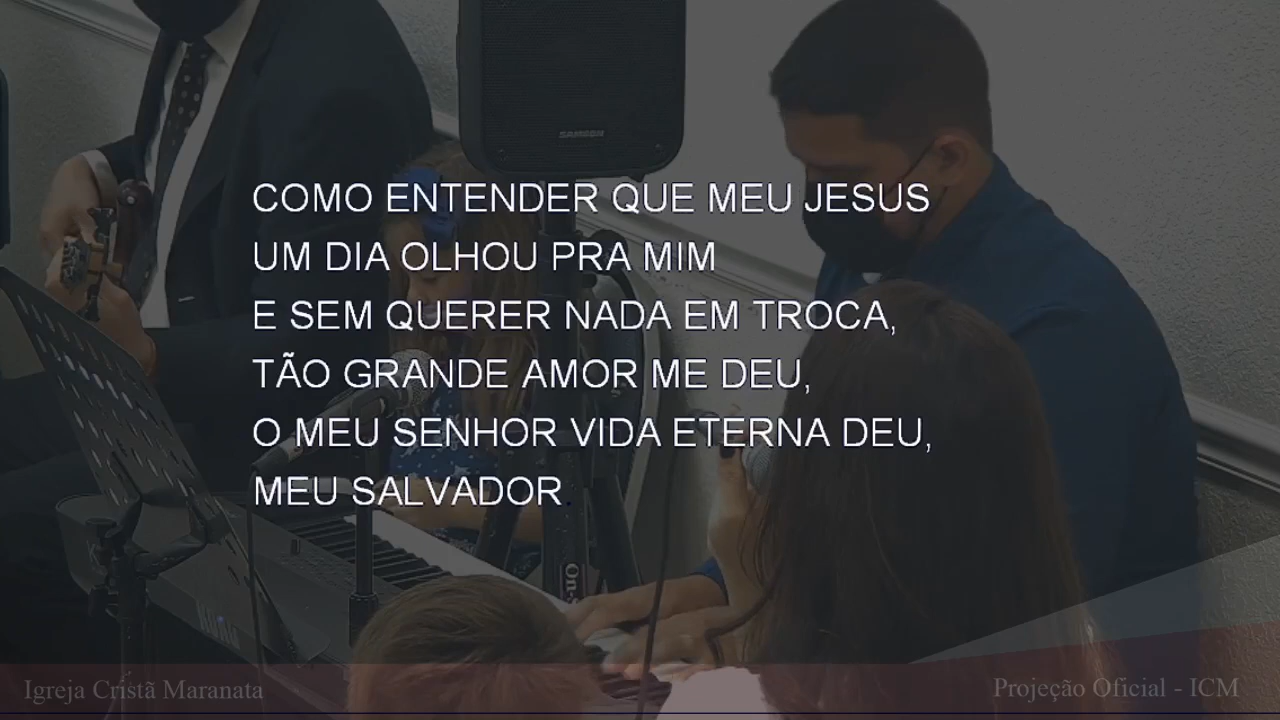 SAMSON
COMO ENTENDER QUE MEU JESUS
UM DIA OLHOU PRA MIM
E SEM QUERER NADA EM TROCA,
TÃO GRANDE AMOR ME DEU,
O MEU SENHOR VIDA ETERNA DEU,
MEU SALVADOR.
Igreja Cristã Maranata
Projeção Oficial - ICM